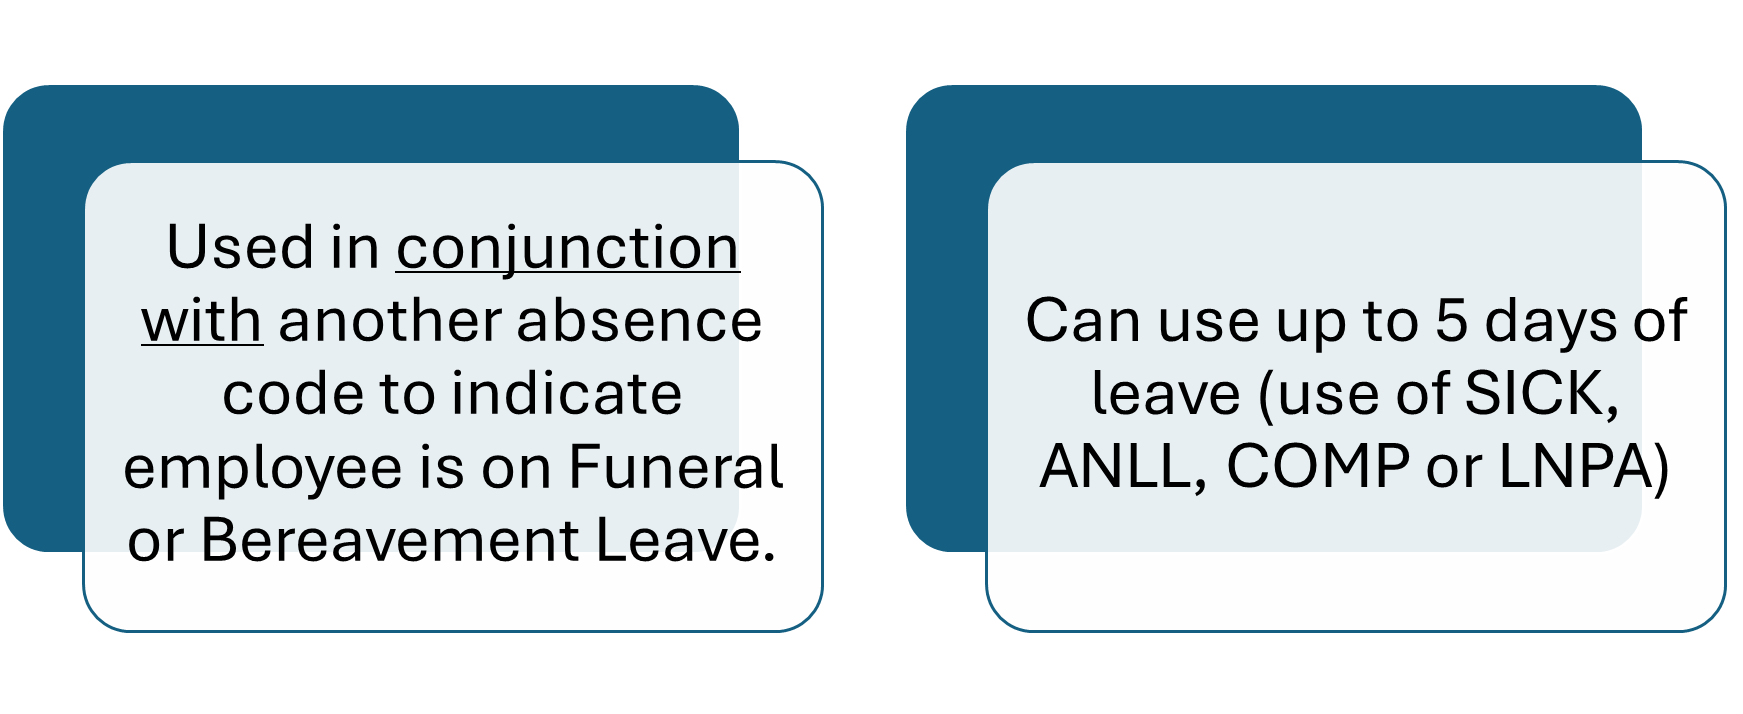 Used in conjunction
with another absence
code to indicate
employee is on Funeral
or Bereavement Leave.
Can use up to 5 days of
leave (use of SICK,
ANLL, COMP or LNPA)